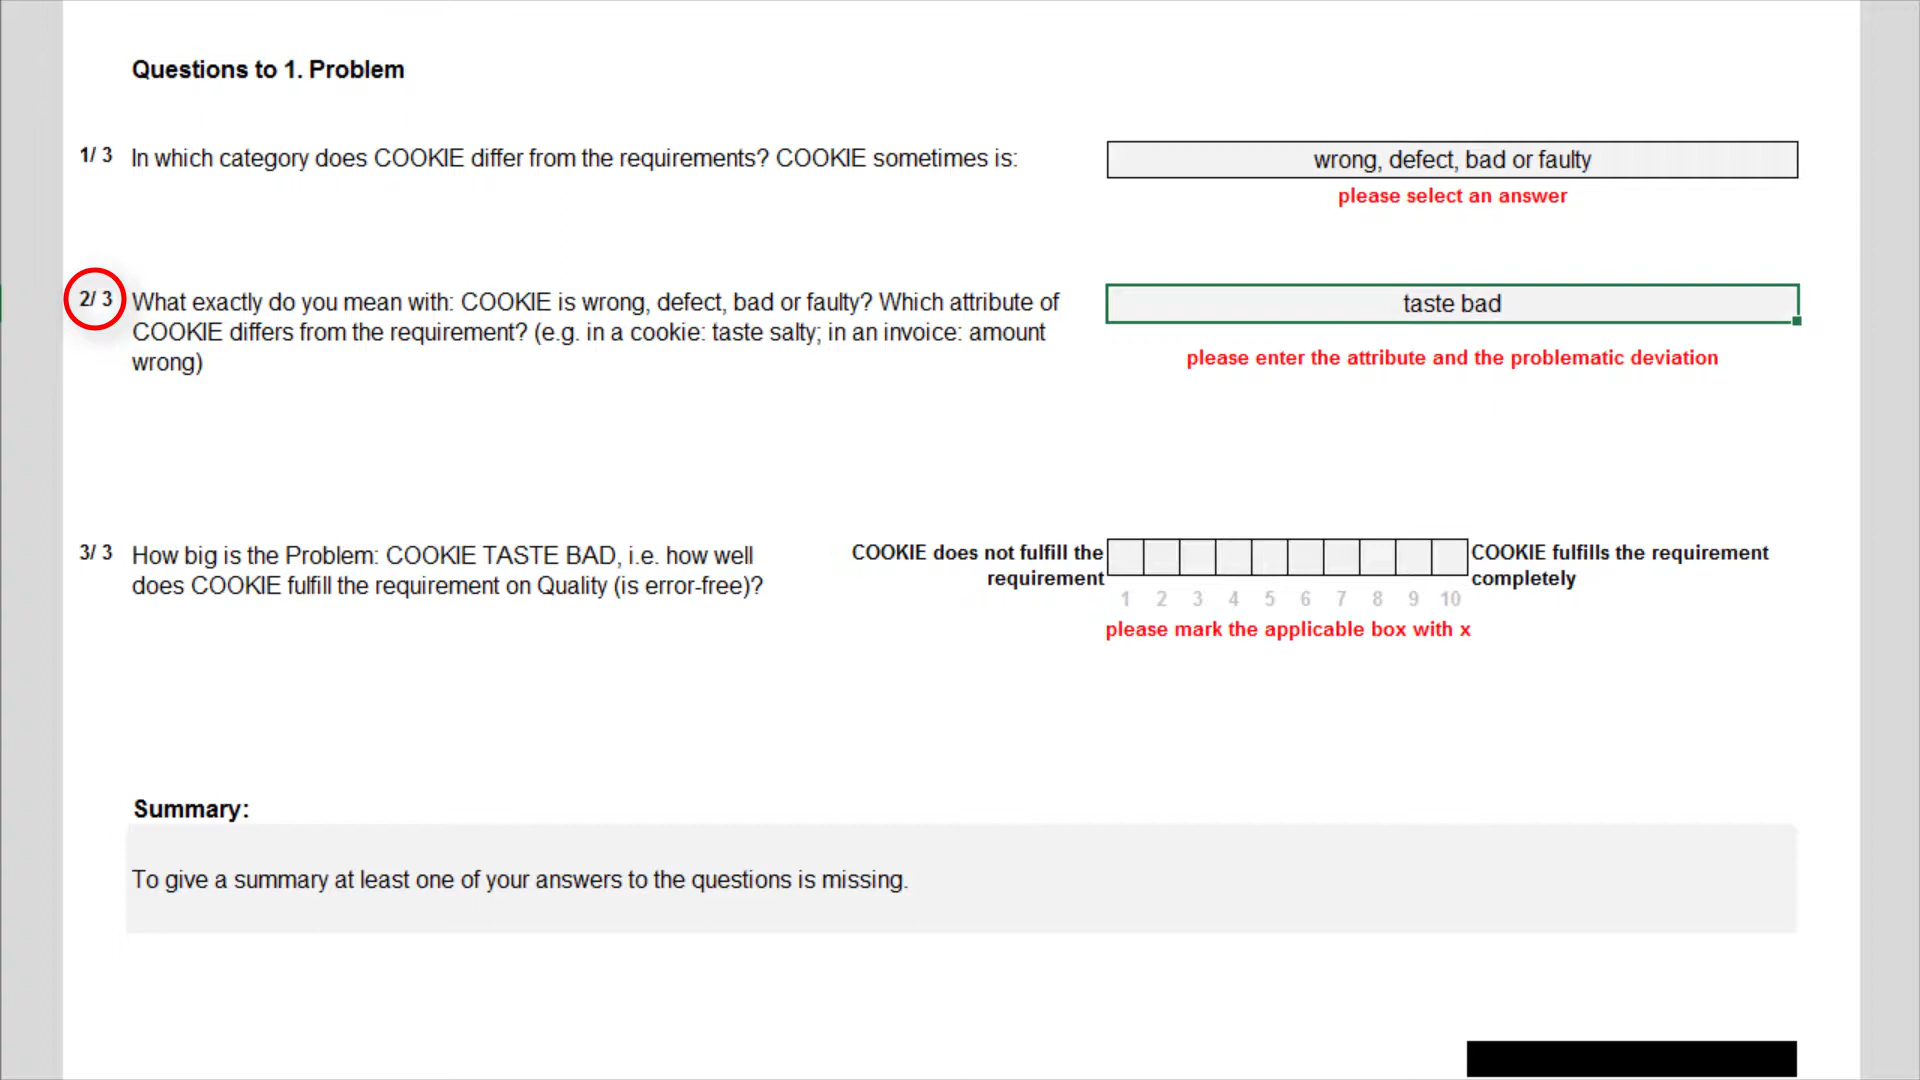 Questions to 1. Problem
1/ 3 In which category does COOKIE differ from the requirements? COOKIE sometimes is:
wrong, defect, bad or faulty
please select an answer
2/ 3 What exactly do you mean with: COOKIE is wrong, defect, bad or faulty? Which attribute of
COOKIE differs from the requirement? (e.g. in a cookie: taste salty; in an invoice: amount
wrong)
taste bad
please enter the attribute and the problematic deviation
3/ 3 How big is the Problem: COOKIE TASTE BAD, i.e. how well
does COOKIE fulfill the requirement on Quality (is error-free)?
COOKIE does not fulfill the
requirement
COOKIE fulfills the requirement
completely
1 2 3 4 5 6 7 8 9 10
please mark the applicable box with x
Summary:
To give a summary at least one of your answers to the questions is missing.